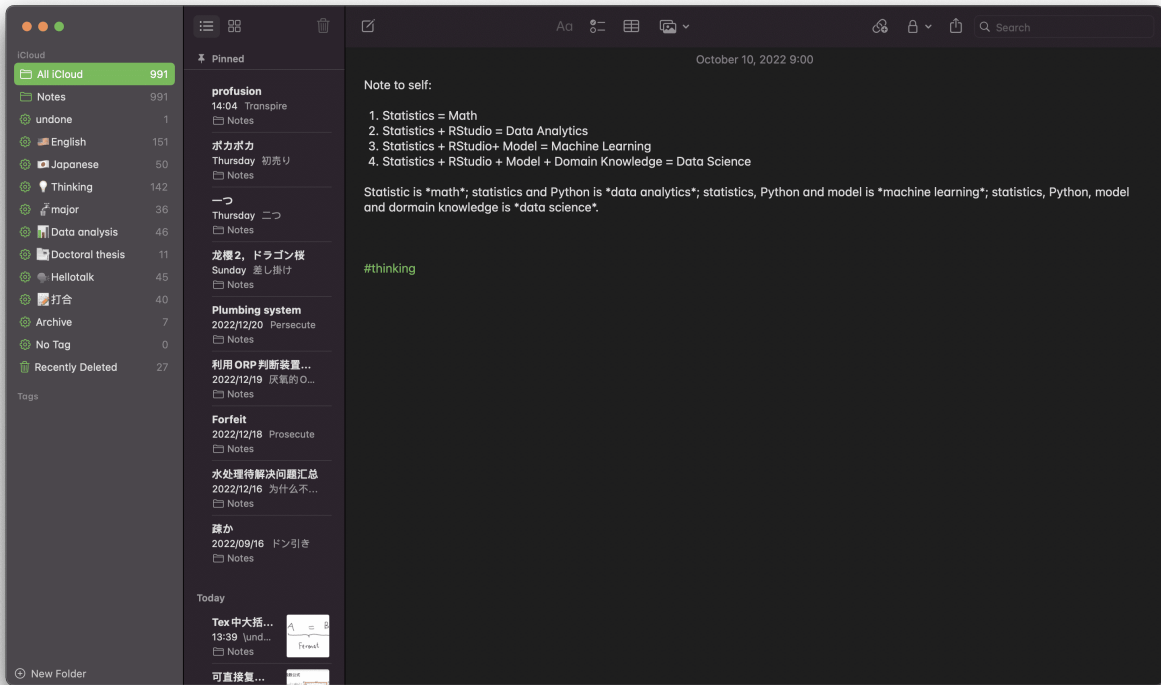 iCloud
All iCloud 991
Notes 991
undone 1
English 151
Japanese 50
Thinking 142
major 36
Data analysis 46
Doctoral thesis 11
Hellotalk 45
打合 40
Archive 7
No Tag 0
Recently Deleted 27
Tags
New Folder
Pinned
profusion
14:04 Transpire
Notes
ポカポカ
Thursday 初売り
Notes
一つ
Thursday 二つ
Notes
龙樱2，ドラゴン桜
Sunday 差し掛け
Notes
Plumbing system
2022/12/20 Persecute
Notes
利用ORP判断装置...
2022/12/19 厌氧的O...
Notes
Forfeit
2022/12/18 Prosecute
Notes
水处理待解决问题汇总
2022/12/16 为什么不...
Notes
疎か
2022/09/16 ドン引き
Notes
Today
Tex中大括...
13:39 \und...
Notes
A = B
Fermat
可直接复...
Aa
Search
October 10, 2022 9:00
Note to self:
1. Statistics = Math
2. Statistics + RStudio = Data Analytics
3. Statistics + RStudio+ Model = Machine Learning
4. Statistics + RStudio + Model + Domain Knowledge = Data Science
Statistic is *math*; statistics and Python is *data analytics*; statistics, Python and model is *machine learning*; statistics, Python, model
and dormain knowledge is *data science*.
#thinking